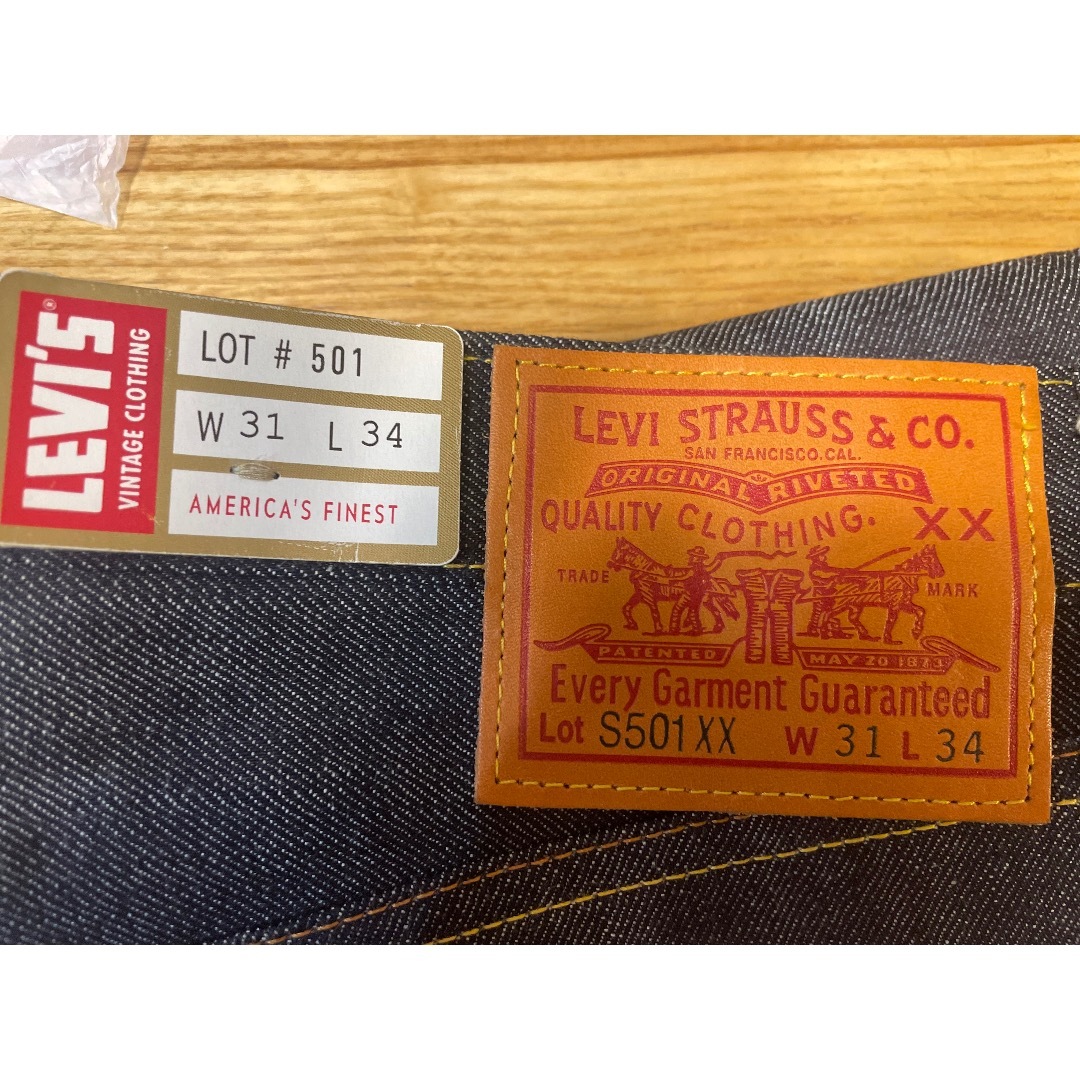 LEVI'S®
VINTAGE CLOTHING
LOT # 501
W 31 L 34
AMERICA'S FINEST
LEVI STRAUSS & CO.
SAN FRANCISCO. CAL.
ORIGINAL RIVETED
QUALITY CLOTHING. XX
TRADE MARK
PATENTED MAY 20 1873
Every Garment Guaranteed
Lot S501XX W 31 L 34